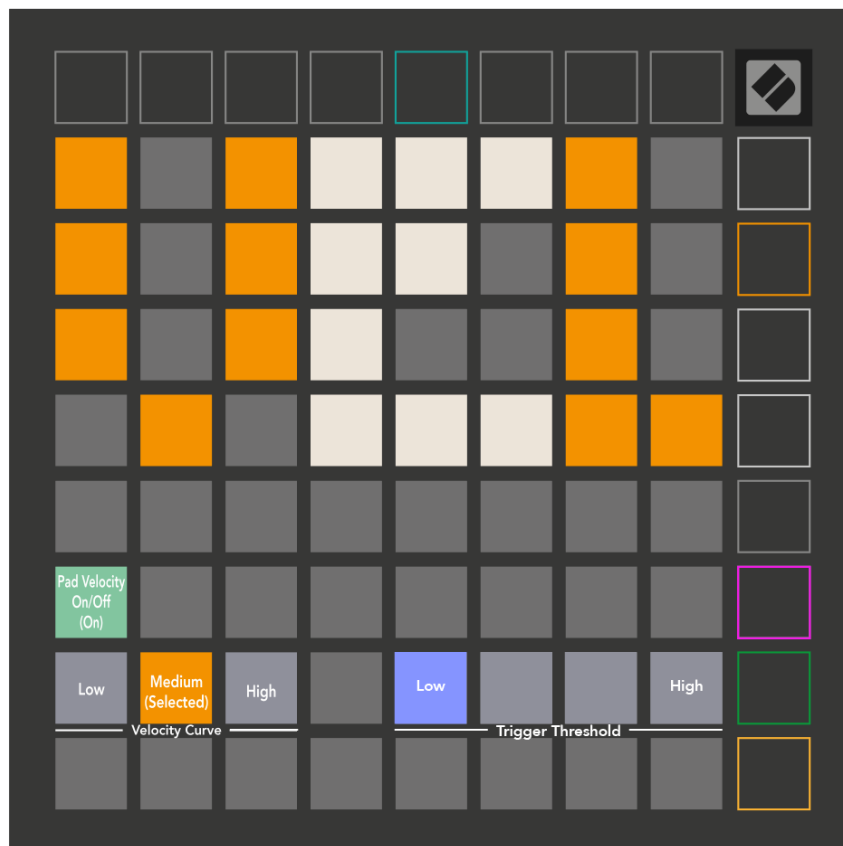 Pad Velocity
On/Off
(On)
Low
Medium
(Selected)
High
Low
High
Velocity Curve
Trigger Threshold